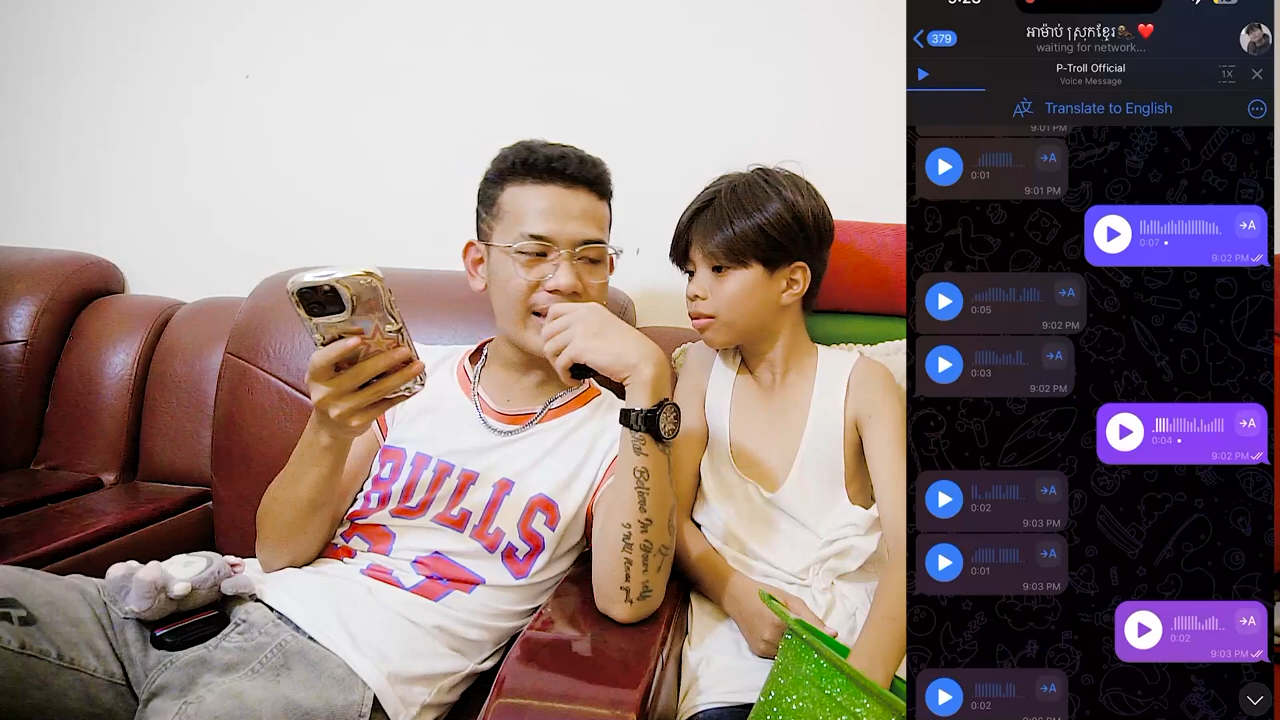 379
អាម៉ាប់ ស្រុកខ្មែរ
waiting for network...
P-Troll Official
Voice Message
1X
Translate to English
9:01 PM
0:01
→A
9:01 PM
0:07
→A
9:02 PM
0:05
→A
9:02 PM
0:03
→A
9:02 PM
0:04
→A
9:02 PM
0:02
→A
9:03 PM
0:01
→A
9:03 PM
0:02
→A
9:03 PM
0:02
→A
BULLS
Believe In